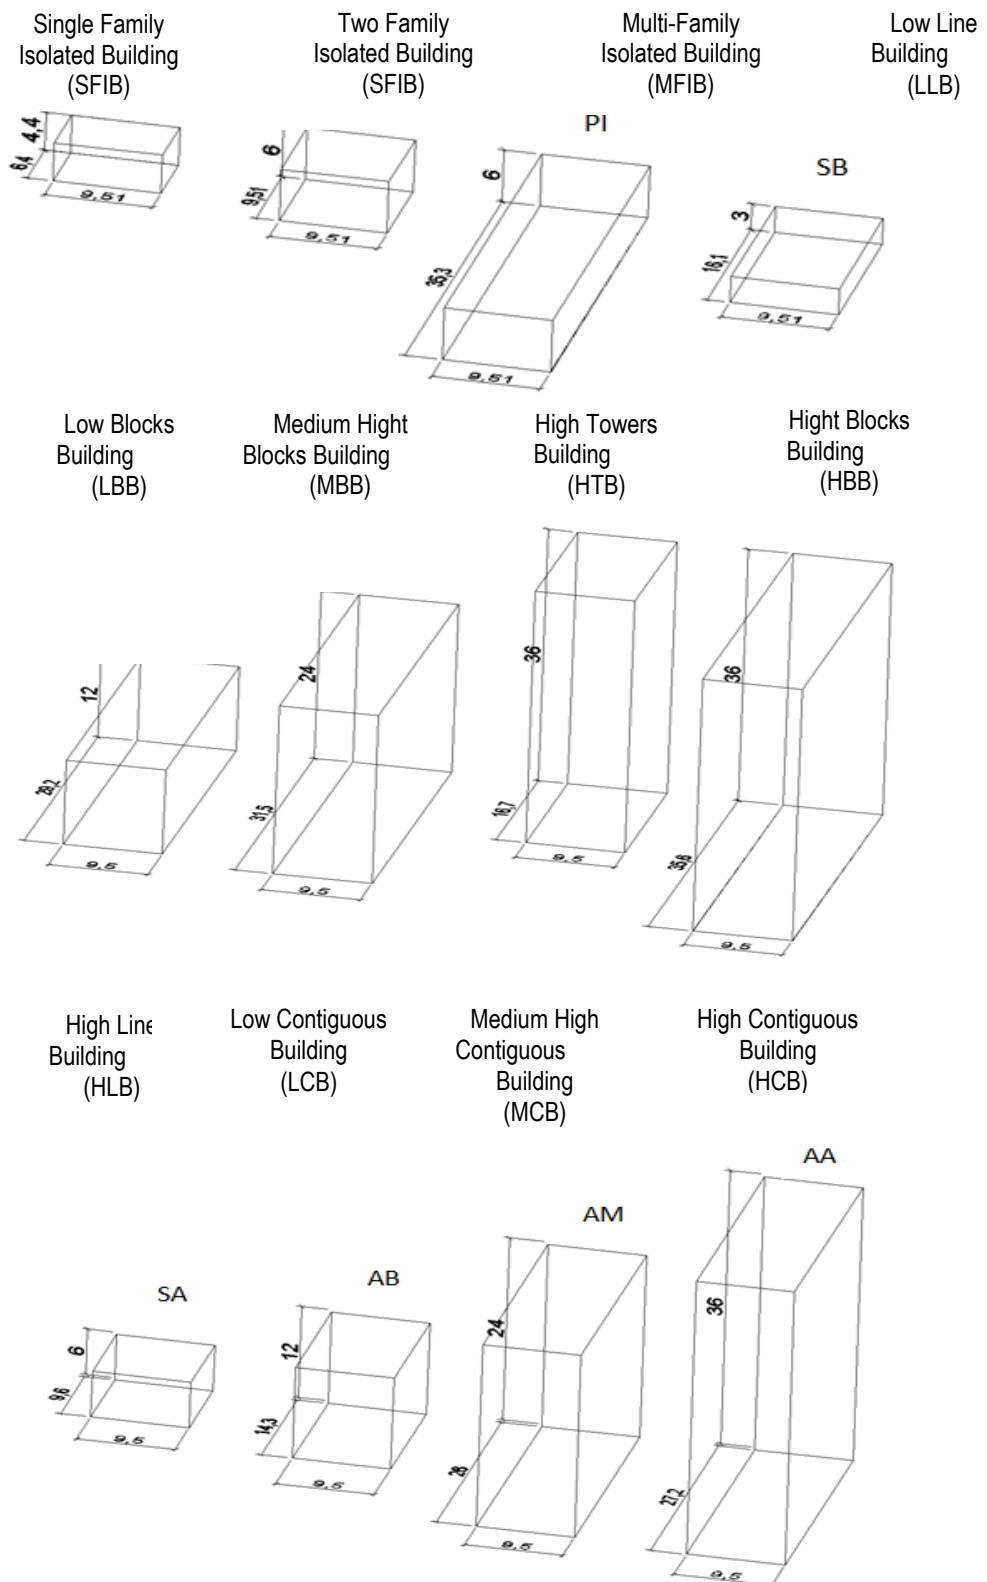 Single Family
Isolated Building
(SFIB)
Two Family
Isolated Building
(SFIB)
Multi-Family
Isolated Building
(MFIB)
Low Line
Building
(LLB)
4,4
6,4
9,51
6
9,51
9,51
PI
6
35,3
9,51
SB
3
16,1
9,51
Low Blocks
Building
(LBB)
Medium Hight
Blocks Building
(MBB)
High Towers
Building
(HTB)
Hight Blocks
Building
(HBB)
12
29,2
9,5
24
31,5
9,5
36
16,7
9,5
36
35,6
9,5
High Line
Building
(HLB)
Low Contiguous
Building
(LCB)
Medium High
Contiguous
Building
(MCB)
High Contiguous
Building
(HCB)
SA
6
9,6
9,5
AB
12
14,3
9,5
AM
24
26
9,5
AA
36
27,2
9,5